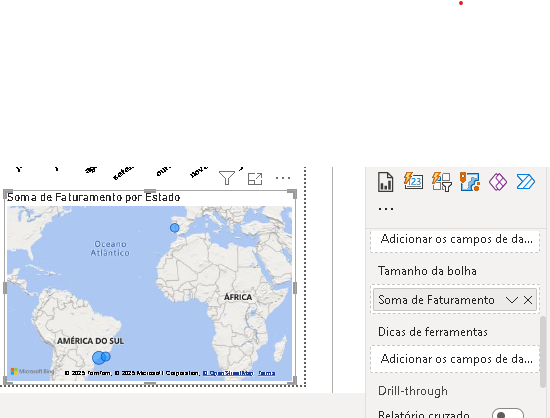 Soma de Faturamento por Estado
Oceano
Atlântico
ÁFRICA
AMÉRICA DO SUL
Microsoft Bing
© 2025 TomTom, © 2025 Microsoft Corporation, © OpenStreetMap Terms
...
Adicionar os campos de da...
Tamanho da bolha
Soma de Faturamento
Dicas de ferramentas
Adicionar os campos de da...
Drill-through
Relatório cruzado